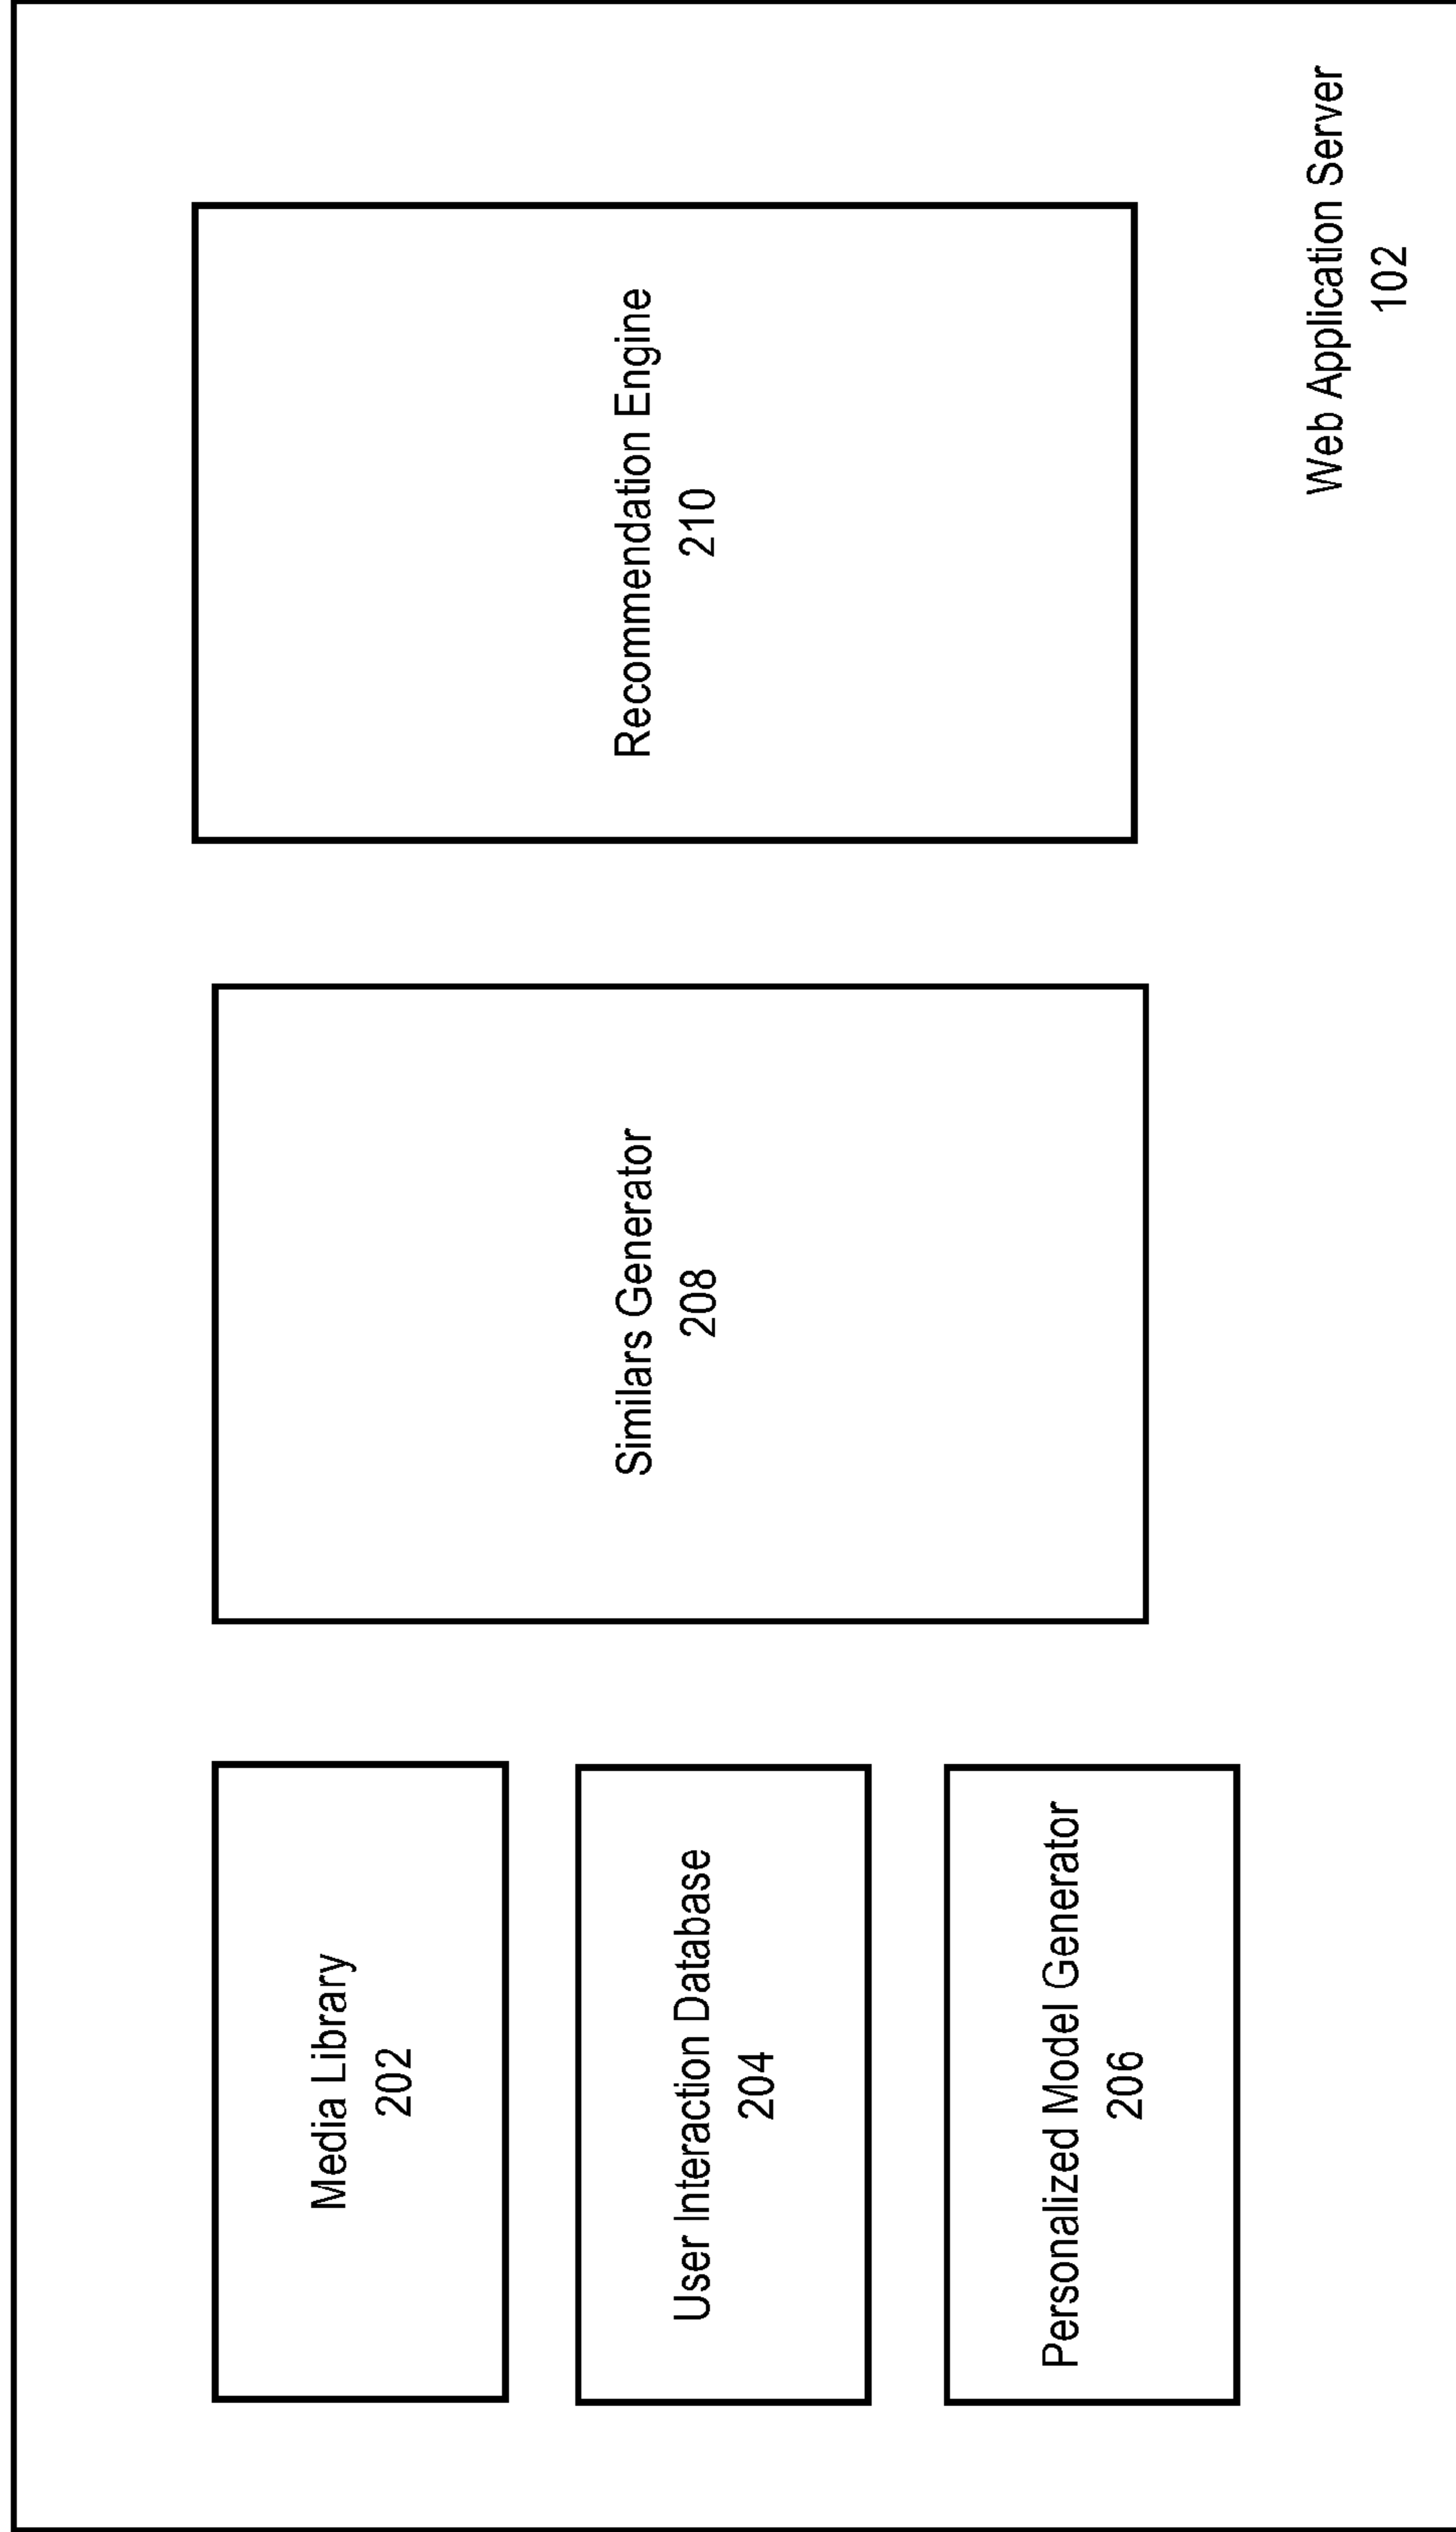 Media Library
202
User Interaction Database
204
Personalized Model Generator
206
Similars Generator
208
Recommendation Engine
210
Web Application Server
102